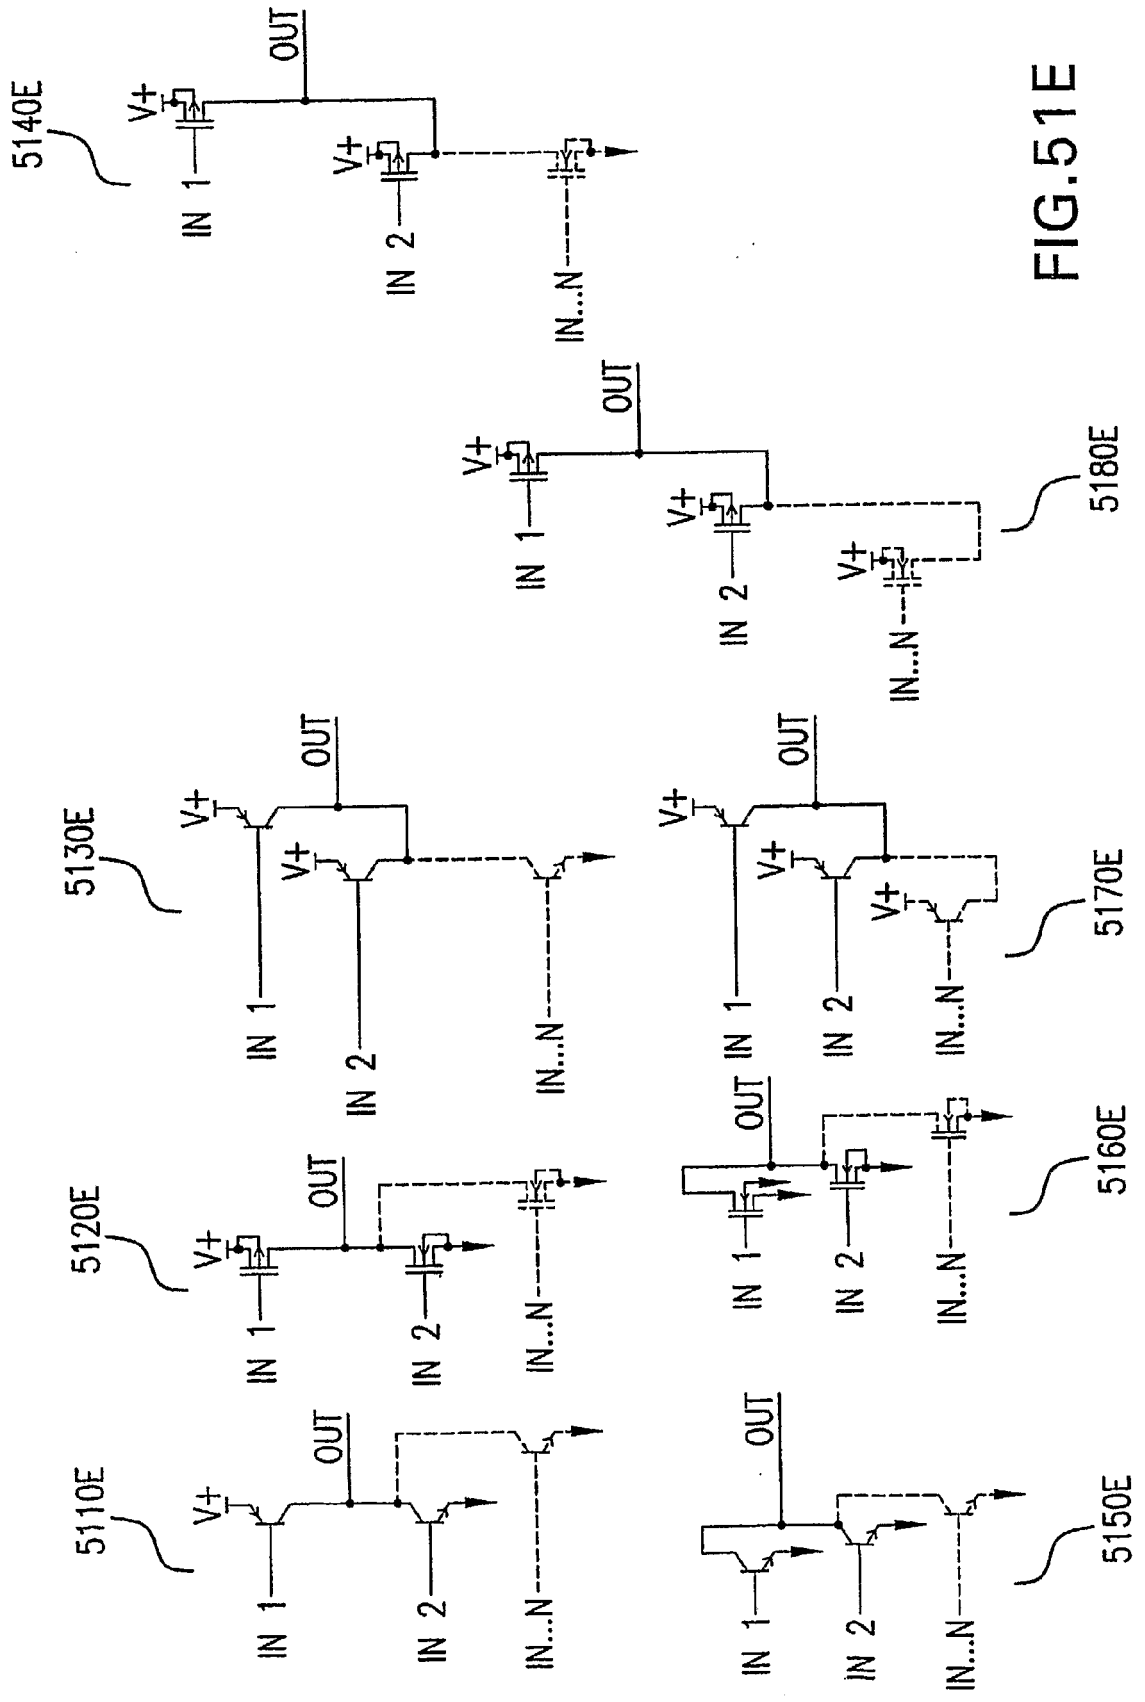 5110E
V+
IN 1
OUT
IN 2
IN...N
5120E
V+
IN 1
OUT
IN 2
IN...N
5130E
V+
IN 1
OUT
V+
IN 2
IN...N
5140E
V+
IN 1
OUT
V+
IN 2
IN...N
5150E
OUT
IN 1
IN 2
IN...N
5160E
OUT
IN 1
IN 2
IN...N
5170E
V+
IN 1
OUT
V+
IN 2
V+
IN...N
5180E
V+
IN 1
OUT
V+
IN 2
V+
IN...N
FIG.51E